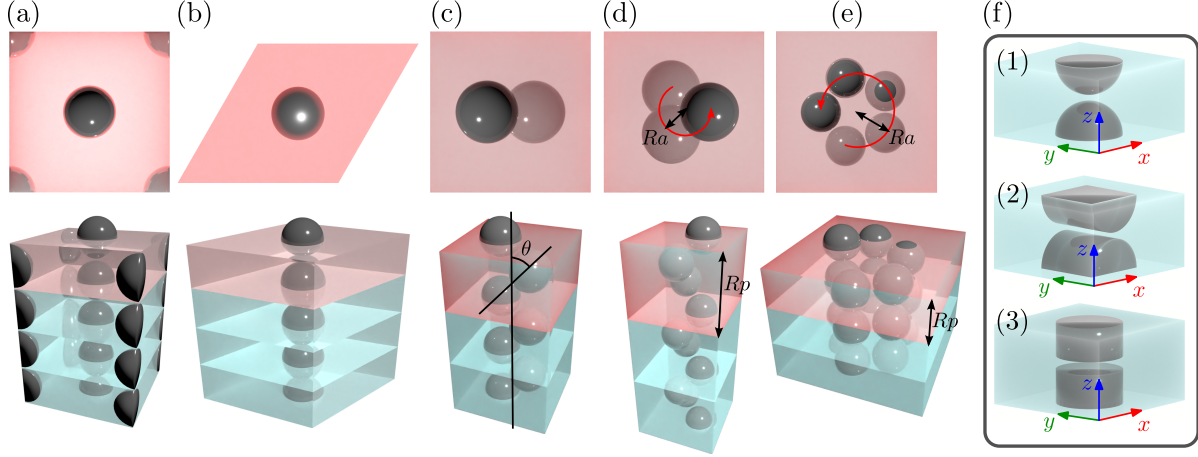 (a) (b) (c) (d) (e) (f)
(1)
z
y x
Ra
Ra
(2)
z
y x
θ
Rp
Rp
(3)
z
y x